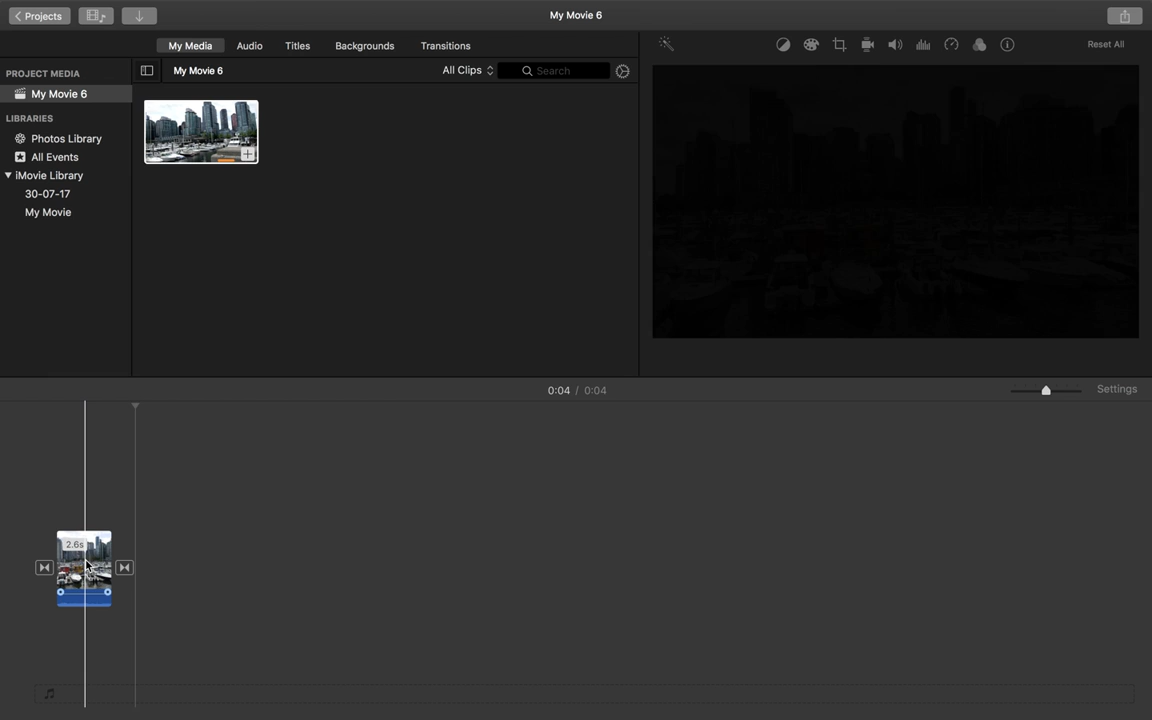 Projects
My Movie 6
My Media
Audio
Titles
Backgrounds
Transitions
Reset All
PROJECT MEDIA
My Movie 6
All Clips
Search
My Movie 6
LIBRARIES
Photos Library
All Events
iMovie Library
30-07-17
My Movie
0:04 / 0:04
Settings
2.6s